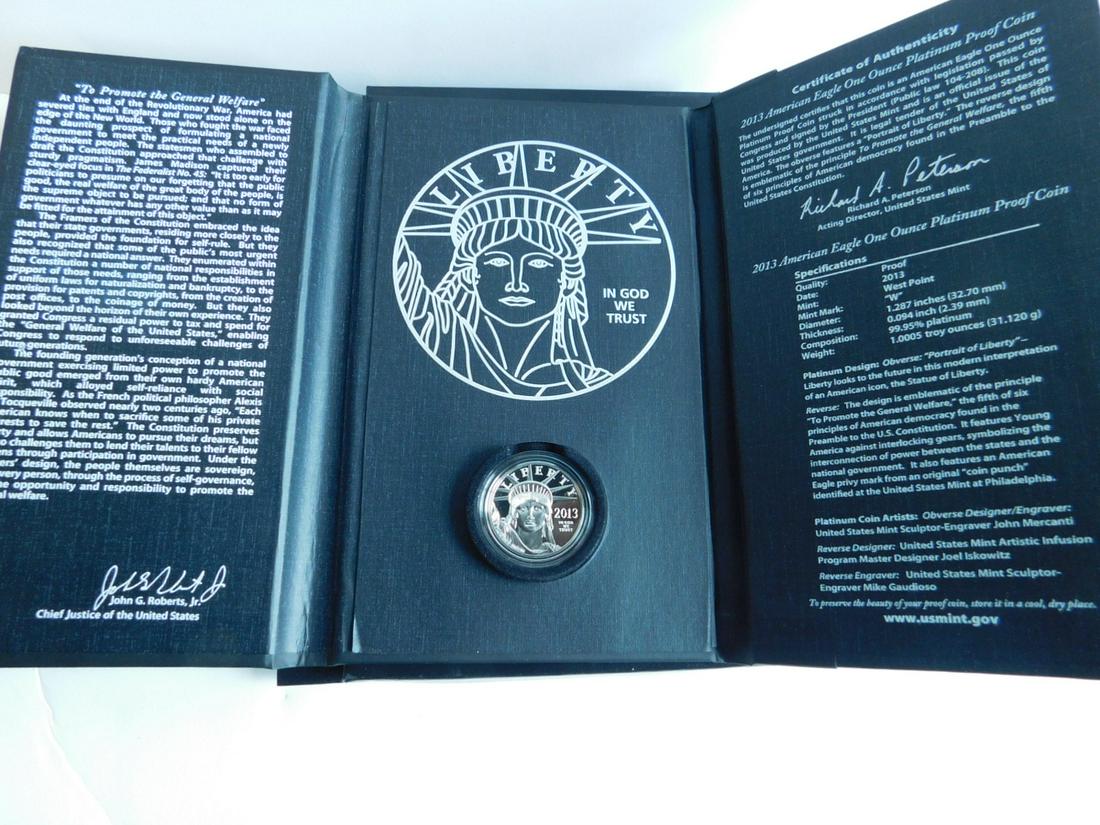 "To Promote the General Welfare"
At the end of the Revolutionary War, America had
severed ties with England and now stood alone on the
edge of the New World. Those who fought the war faced
the daunting prospect of formulating a national
government to meet the practical needs of a newly
independent people. The statesmen who assembled to
draft the Constitution approached that challenge with
sturdy pragmatism. James Madison captured their
clear-eyed focus in The Federalist No. 45: "It is too early for
politicians to presume on our forgetting that the public
good, the real welfare of the great body of the people, is
the supreme object to be pursued; and that no form of
government whatever has any other value than as it may
be fitted for the attainment of this object."
The Framers of the Constitution embraced the idea
that their state governments, residing more closely to the
people, provided the foundation for self-rule. But they
also recognized that some of the public's most urgent
needs required a national answer. They enumerated within
the Constitution a number of national responsibilities in
support of those needs, ranging from the establishment
of uniform laws for naturalization and bankruptcy, to the
provision for patents and copyrights, from the creation of
post offices, to the coinage of money. But they also
looked beyond the horizon of their own experience. They
granted Congress a residual power to tax and spend for
the "General Welfare of the United States," enabling
Congress to respond to unforeseeable challenges of
future generations.
The founding generation's conception of a national
government exercising limited power to promote the
public good emerged from their own hardy American
spirit, which alloyed self-reliance with social
responsibility. As the French political philosopher Alexis
Tocqueville observed nearly two centuries ago, "Each
American knows when to sacrifice some of his private
interests to save the rest." The Constitution preserves
ty and allows Americans to pursue their dreams, but
o challenges them to lend their talents to their fellow
ens through participation in government. Under the
ers' design, the people themselves are sovereign,
very person, through the process of self-governance,
he opportunity and responsibility to promote the
al welfare.
John G. Roberts, Jr.
Chief Justice of the United States
LIBERTY
IN GOD
WE
TRUST
LIBERTY
2013
IN GOD
WE
TRUST
Certificate of Authenticity
2013 American Eagle One Ounce Platinum Proof Coin
The undersigned certifies that this coin is an American Eagle One Ounce
Platinum Proof Coin struck in accordance with legislation passed by
Congress and signed by the President (Public law 104-208). This coin
was produced by the United States Mint and is an official issue of the
United States government. It is legal tender of the United States of
America. The obverse features a "Portrait of Liberty." The reverse design
is emblematic of the principle To Promote the General Welfare, the fifth
of six principles of American democracy found in the Preamble to the
United States Constitution.
Richard A. Peterson
Richard A. Peterson
Acting Director, United States Mint
2013 American Eagle One Ounce Platinum Proof Coin
Specifications
Quality: Proof
Date: 2013
Mint: West Point
Mint Mark: "W"
Diameter: 1.287 inches (32.70 mm)
Thickness: 0.094 inch (2.39 mm)
Composition: 99.95% platinum
Weight: 1.0005 troy ounces (31.120 g)
Platinum Design: Obverse: "Portrait of Liberty"–
Liberty looks to the future in this modern interpretation
of an American icon, the Statue of Liberty.
Reverse: The design is emblematic of the principle
"To Promote the General Welfare," the fifth of six
principles of American democracy found in the
Preamble to the U.S. Constitution. It features Young
America against interlocking gears, symbolizing the
interconnection of power between the states and the
national government. It also features an American
Eagle privy mark from an original "coin punch"
identified at the United States Mint at Philadelphia.
Platinum Coin Artists: Obverse Designer/Engraver:
United States Mint Sculptor-Engraver John Mercanti
Reverse Designer: United States Mint Artistic Infusion
Program Master Designer Joel Iskowitz
Reverse Engraver: United States Mint Sculptor-
Engraver Mike Gaudioso
To preserve the beauty of your proof coin, store it in a cool, dry place.
www.usmint.gov